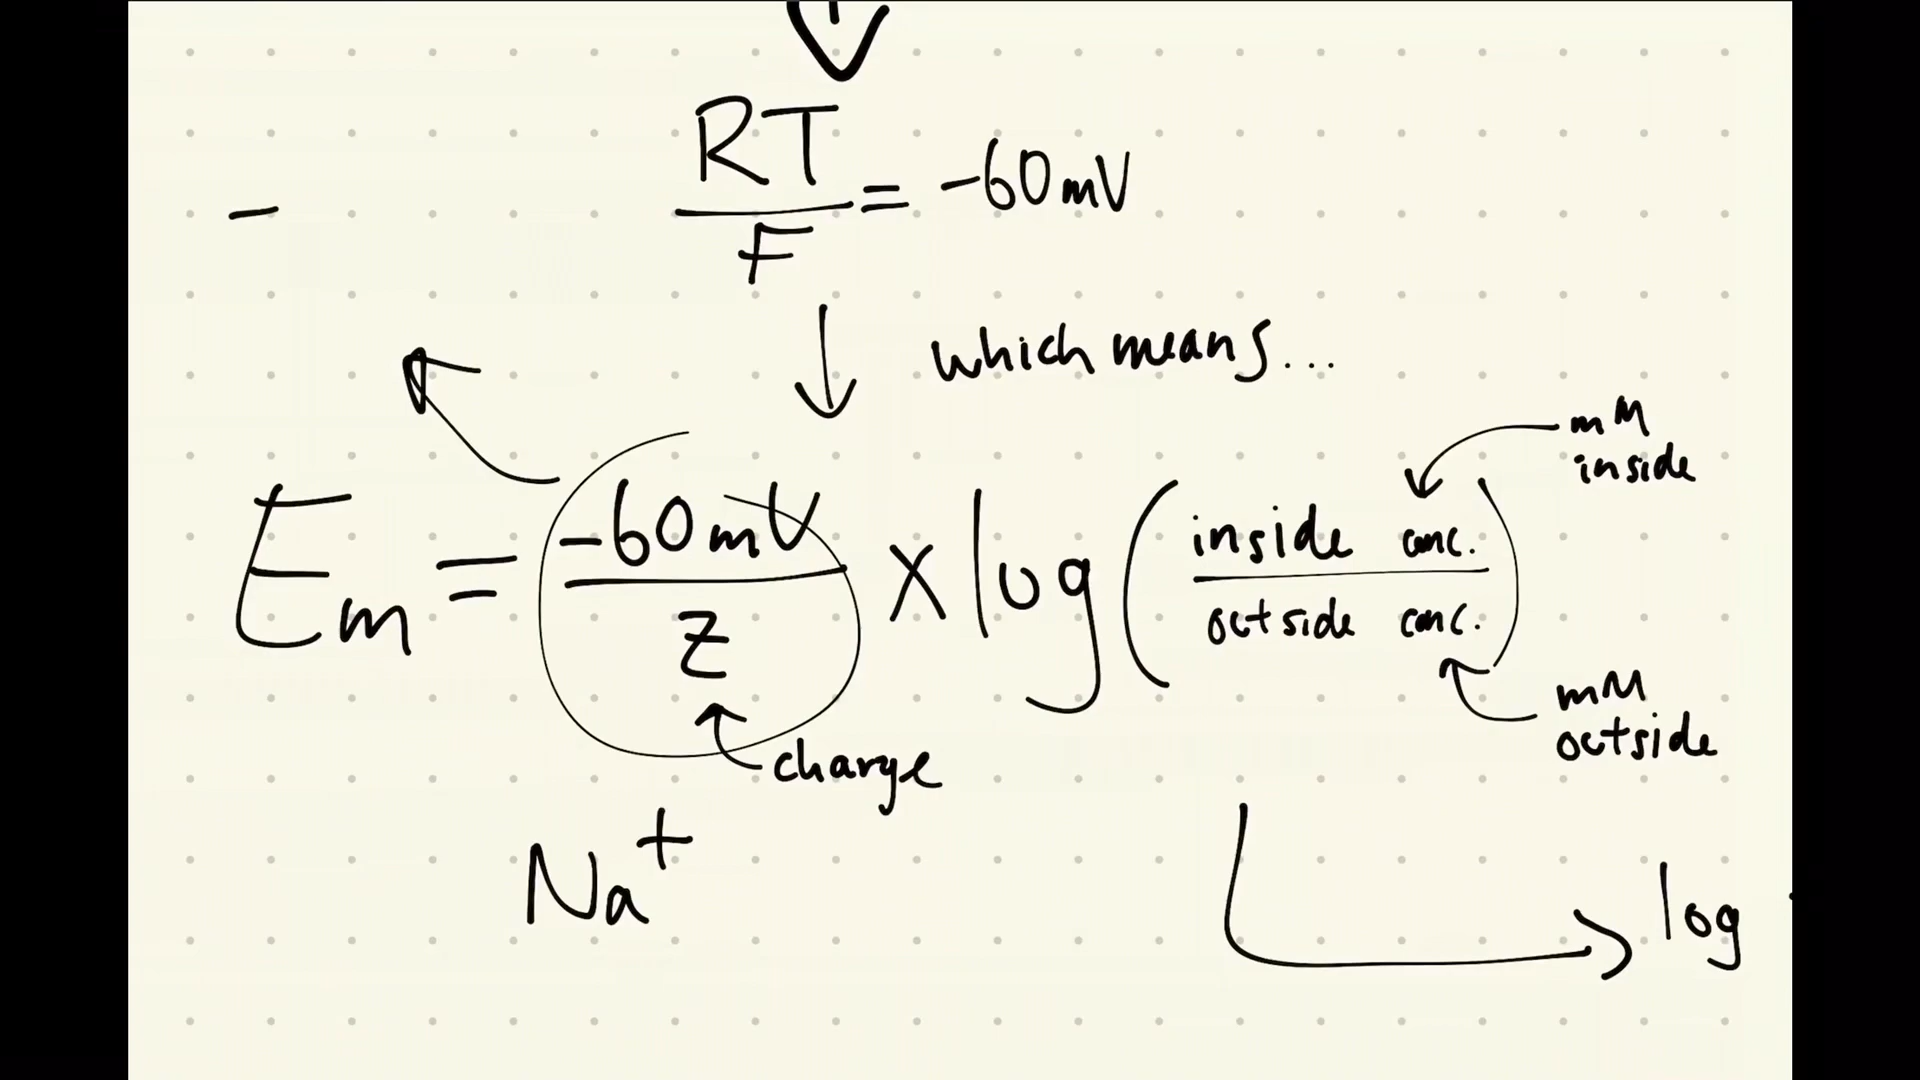 RT
F
= -60mV
-
which means...
mM
inside
Em = -60mV
z
x log ( inside conc.
outside conc. )
mM
outside
charge
Na+
log